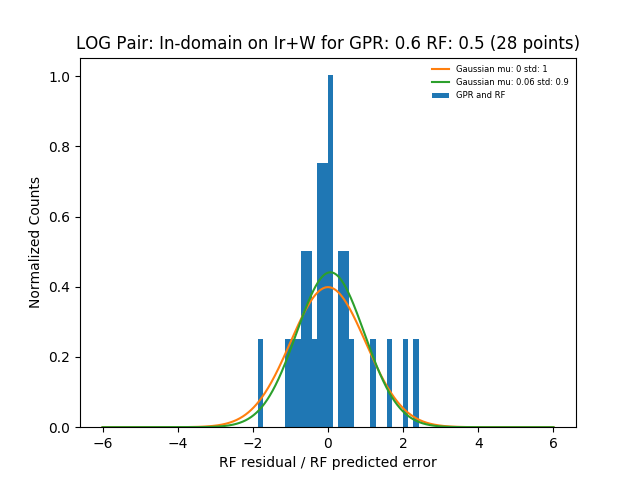 LOG Pair: In-domain on Ir+W for GPR: 0.6 RF: 0.5 (28 points)
Gaussian mu: 0 std: 1
Gaussian mu: 0.06 std: 0.9
GPR and RF
Normalized Counts
1.0
0.8
0.6
0.4
0.2
0.0
−6 −4 −2 0 2 4 6
RF residual / RF predicted error